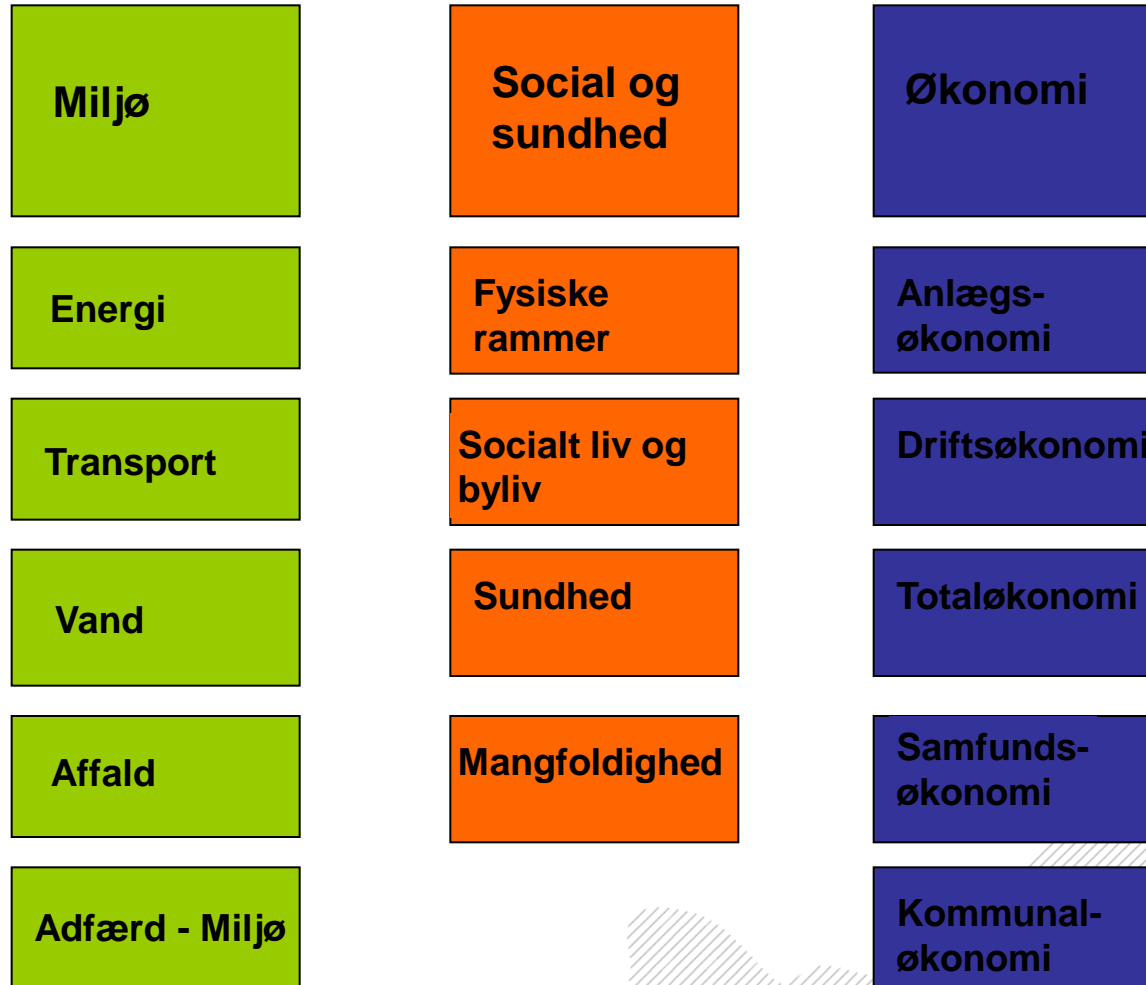 Miljø
Social og
sundhed
Økonomi
Energi
Fysiske
rammer
Anlægs-
økonomi
Transport
Socialt liv og
byliv
Driftsøkonomi
Vand
Sundhed
Totaløkonomi
Affald
Mangfoldighed
Samfunds-
økonomi
Adfærd - Miljø
Kommunal-
økonomi